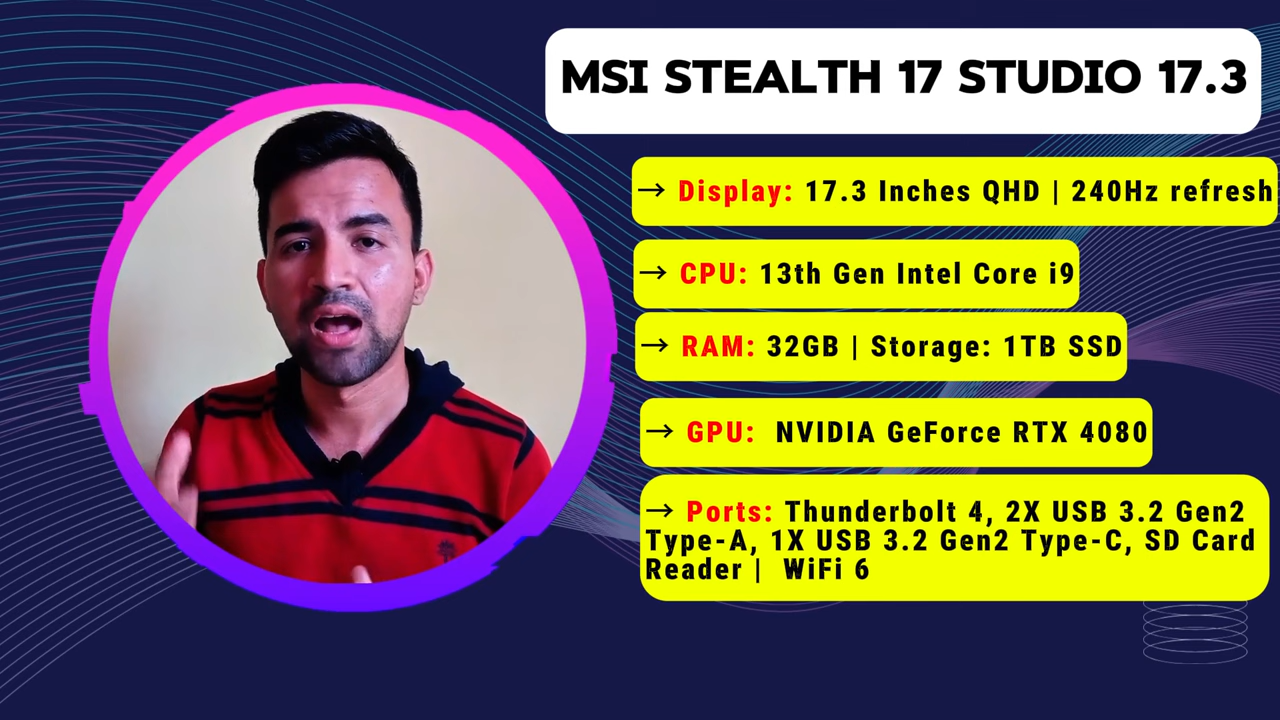 MSI STEALTH 17 STUDIO 17.3
→ Display: 17.3 Inches QHD | 240Hz refresh
→ CPU: 13th Gen Intel Core i9
→ RAM: 32GB | Storage: 1TB SSD
→ GPU: NVIDIA GeForce RTX 4080
→ Ports: Thunderbolt 4, 2X USB 3.2 Gen2
Type-A, 1X USB 3.2 Gen2 Type-C, SD Card
Reader | WiFi 6